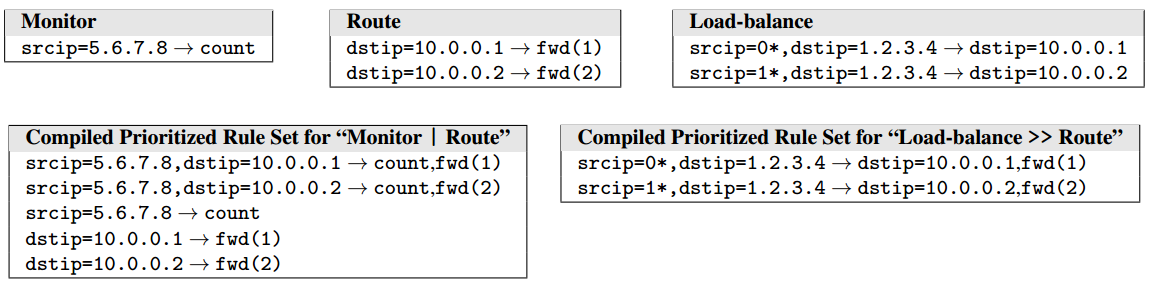 Monitor
srcip=5.6.7.8 → count
Route
dstip=10.0.0.1 → fwd(1)
dstip=10.0.0.2 → fwd(2)
Load-balance
srcip=0*,dstip=1.2.3.4 → dstip=10.0.0.1
srcip=1*,dstip=1.2.3.4 → dstip=10.0.0.2
Compiled Prioritized Rule Set for “Monitor | Route”
srcip=5.6.7.8,dstip=10.0.0.1 → count,fwd(1)
srcip=5.6.7.8,dstip=10.0.0.2 → count,fwd(2)
srcip=5.6.7.8 → count
dstip=10.0.0.1 → fwd(1)
dstip=10.0.0.2 → fwd(2)
Compiled Prioritized Rule Set for “Load-balance >> Route”
srcip=0*,dstip=1.2.3.4 → dstip=10.0.0.1,fwd(1)
srcip=1*,dstip=1.2.3.4 → dstip=10.0.0.2,fwd(2)